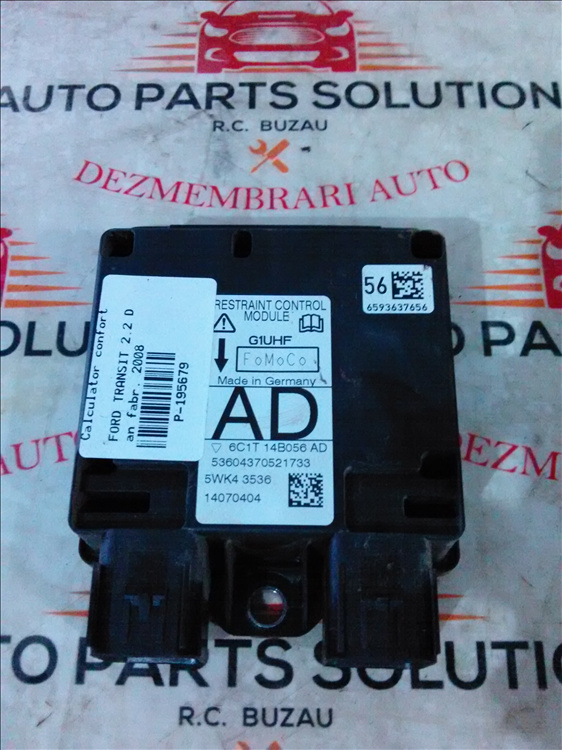 AUTO PARTS SOLUTION
R.C. BUZAU
DEZMEMBRARI AUTO
56
6593637656
RESTRAINT CONTROL
MODULE
G1UHF
FoMoCo
Made in Germany
AD
6C1T 14B056 AD
53604370521733
5WK4 3536
14070404
Calculator confort
FORD TRANSIT 2.2 D
an fabr. 2008
P-195679
AUTO PARTS SOLUTI
R.C. BUZAU